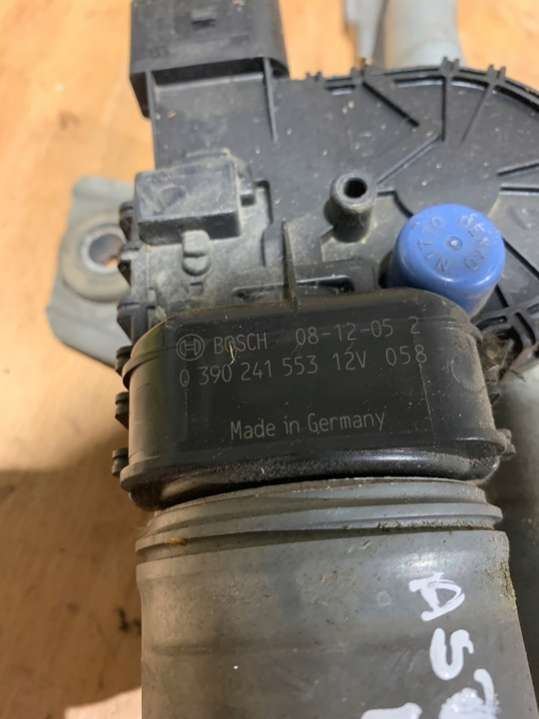 BOSCH 08-12-05 2
0 390 241 553 12V 058
Made in Germany